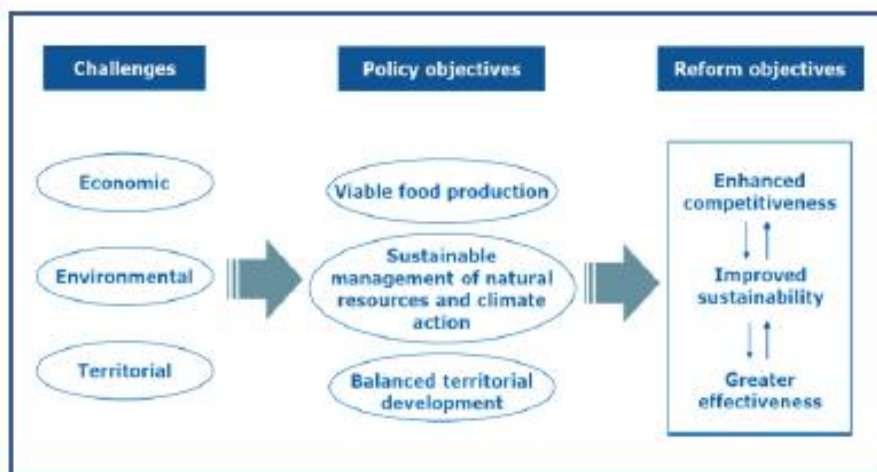 Challenges
Policy objectives
Reform objectives
Economic
Environmental
Territorial
Viable food production
Sustainable
management of natural
resources and climate
action
Balanced territorial
development
Enhanced
competitiveness
Improved
sustainability
Greater
effectiveness